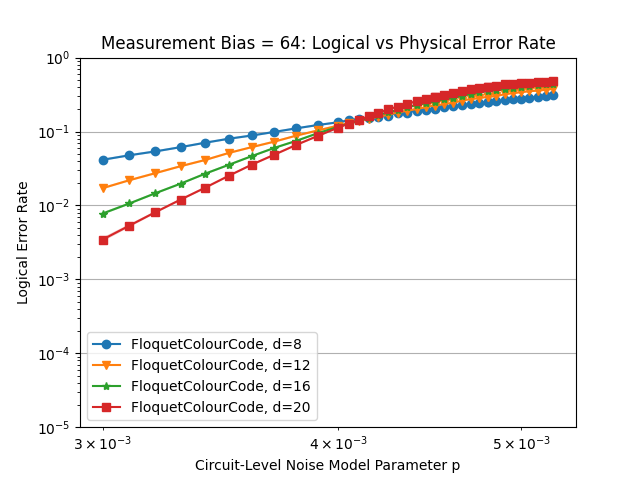 Measurement Bias = 64: Logical vs Physical Error Rate
Logical Error Rate
10⁰
10⁻¹
10⁻²
10⁻³
10⁻⁴
10⁻⁵
FloquetColourCode, d=8
FloquetColourCode, d=12
FloquetColourCode, d=16
FloquetColourCode, d=20
3 × 10⁻³ 4 × 10⁻³ 5 × 10⁻³
Circuit-Level Noise Model Parameter p